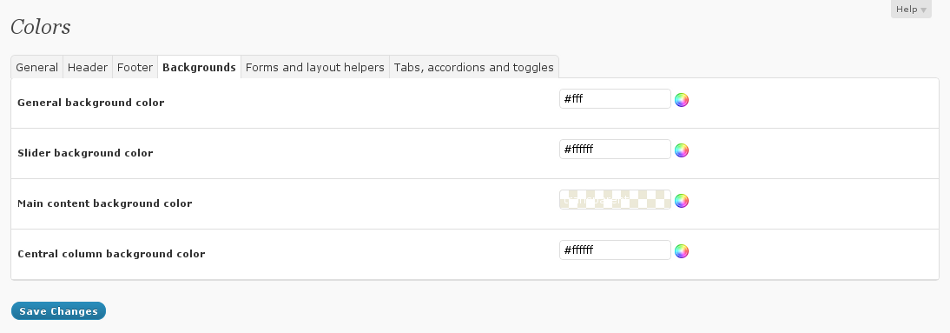 Help
Colors
General Header Footer Backgrounds Forms and layout helpers Tabs, accordions and toggles
General background color #fff
Slider background color #ffffff
Main content background color
Central column background color #ffffff
Save Changes